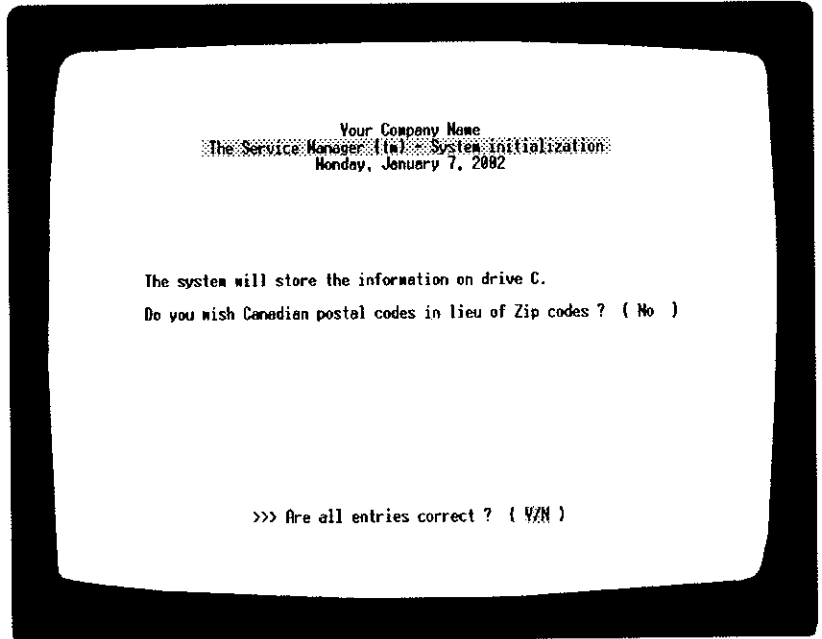 Your Company Name
The Service Manager (tm) - System initialization
Monday, January 7, 2002
The system will store the information on drive C.
Do you wish Canadian postal codes in lieu of Zip codes ? ( No )
>>> Are all entries correct ? ( Y/N )